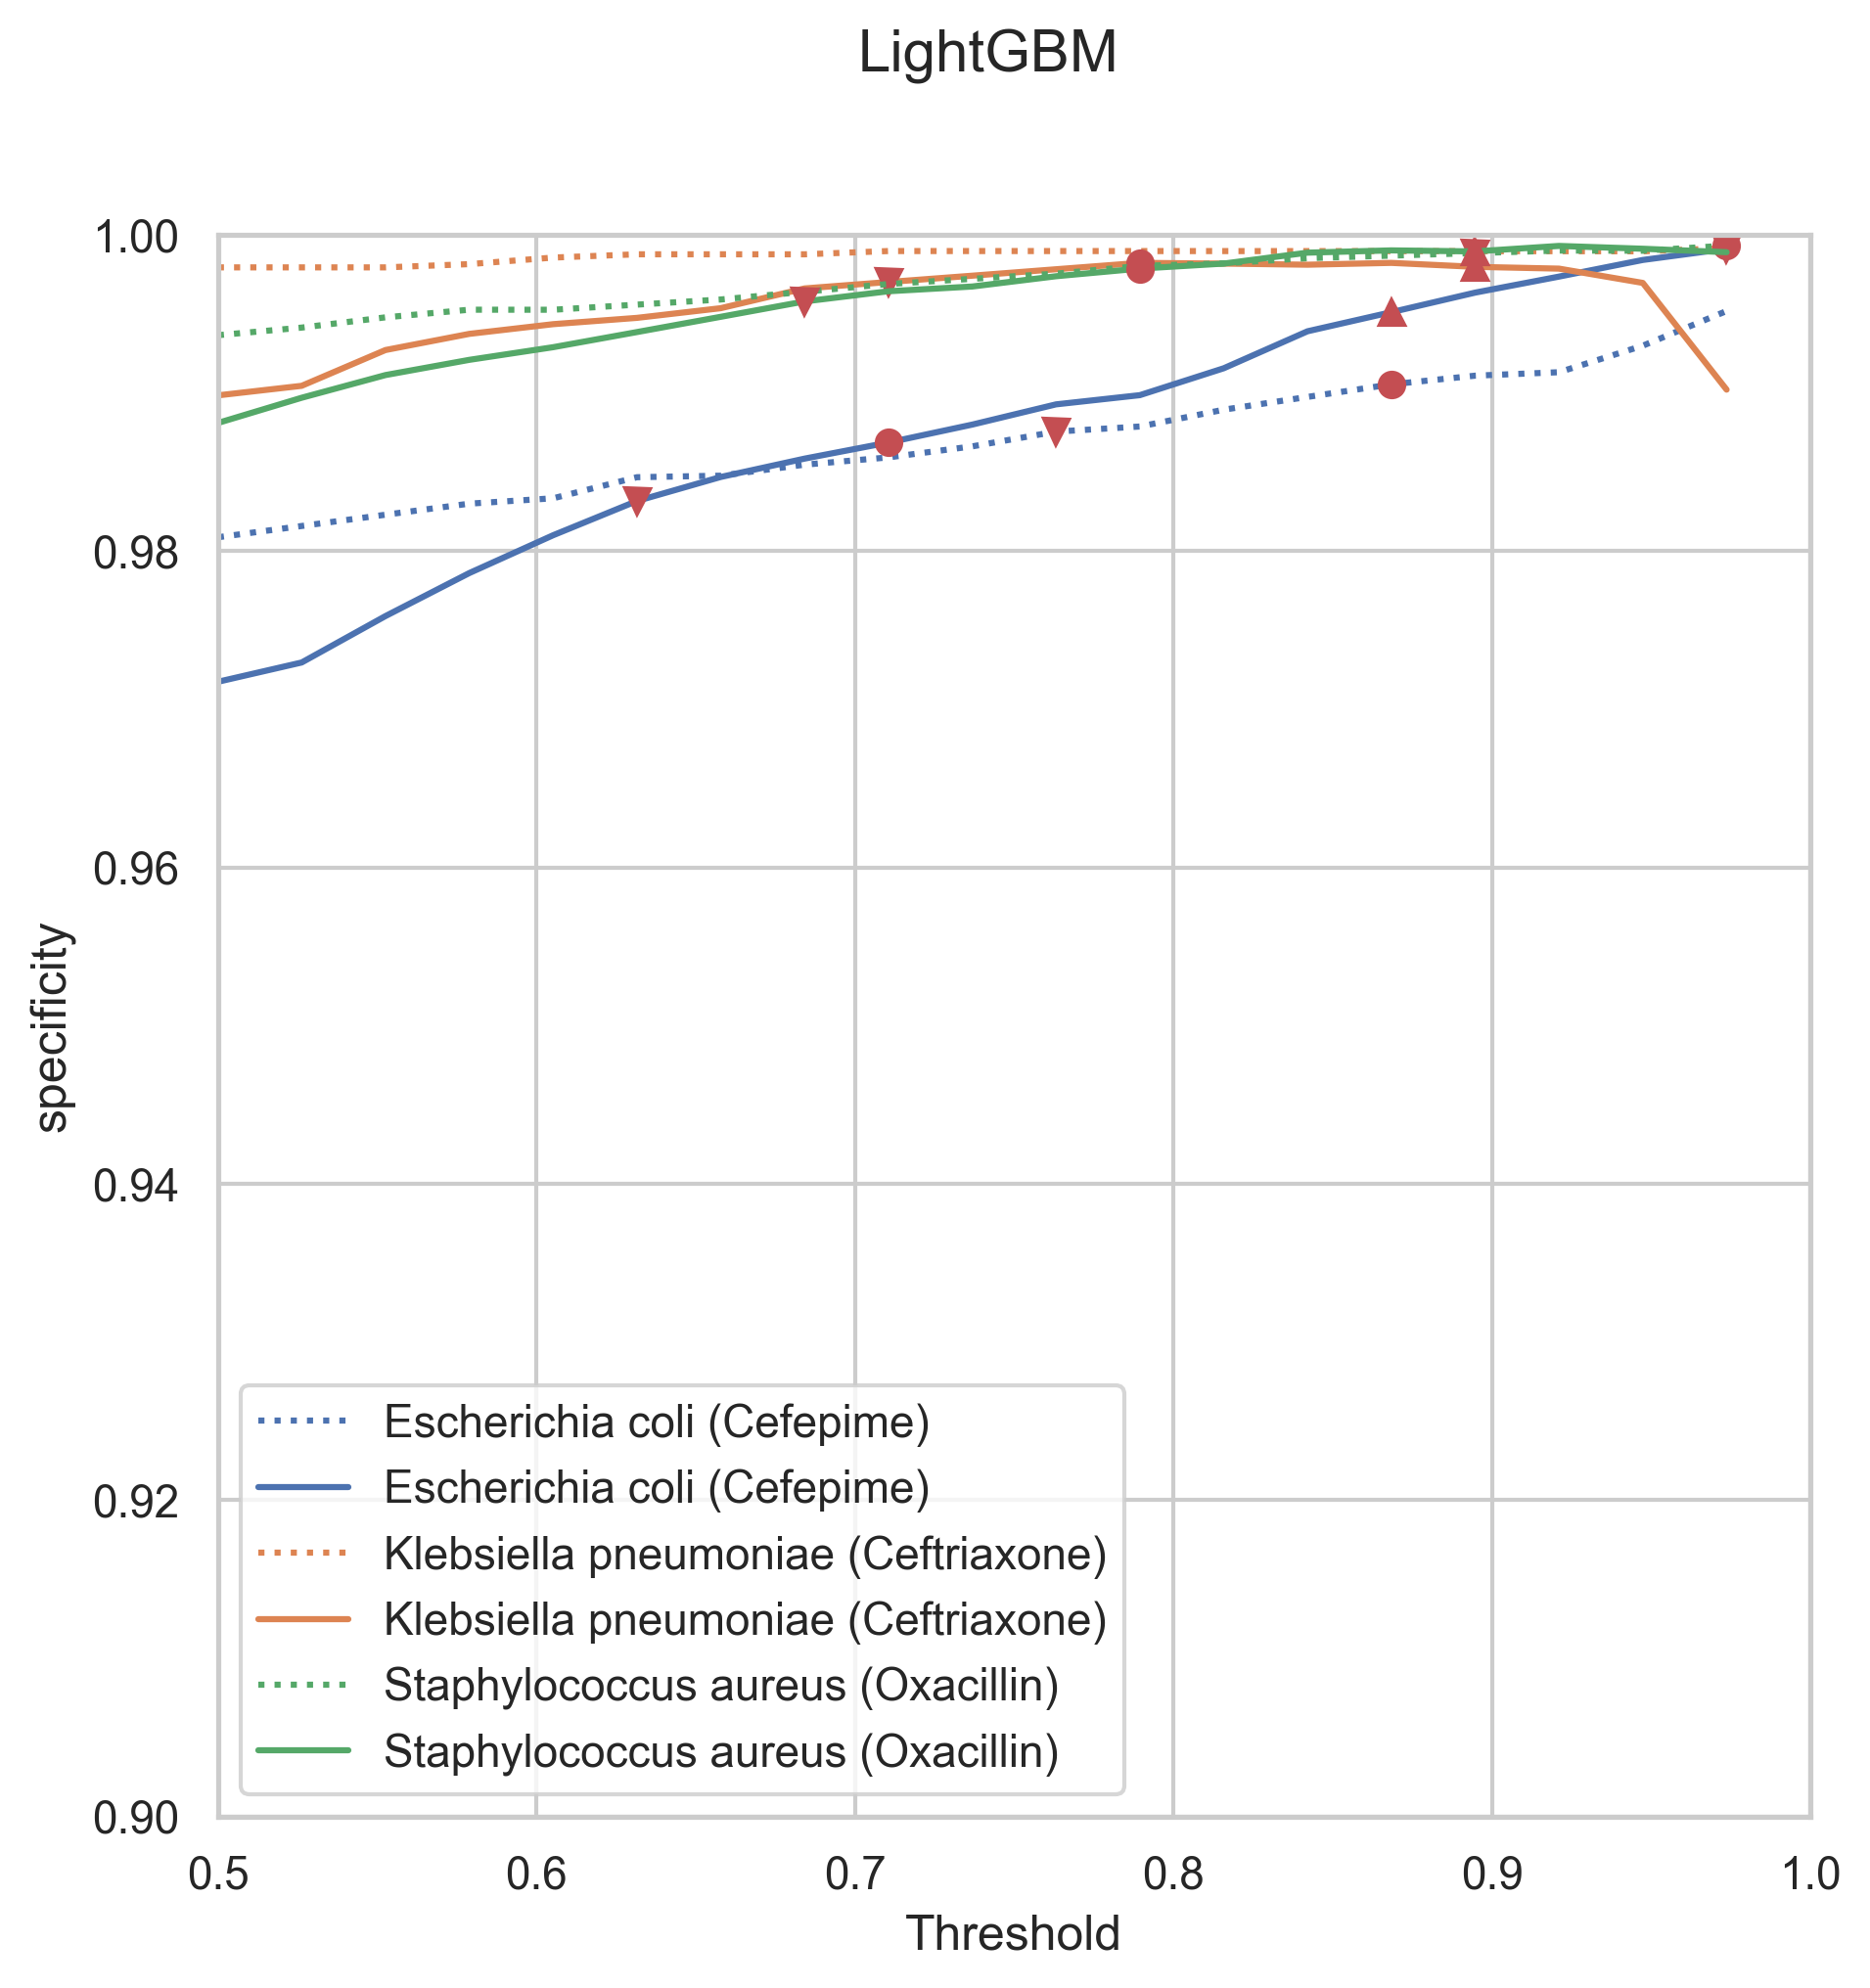 LightGBM
1.00
0.98
0.96
0.94
0.92
0.90
specificity
Escherichia coli (Cefepime)
Escherichia coli (Cefepime)
Klebsiella pneumoniae (Ceftriaxone)
Klebsiella pneumoniae (Ceftriaxone)
Staphylococcus aureus (Oxacillin)
Staphylococcus aureus (Oxacillin)
0.5 0.6 0.7 0.8 0.9 1.0
Threshold